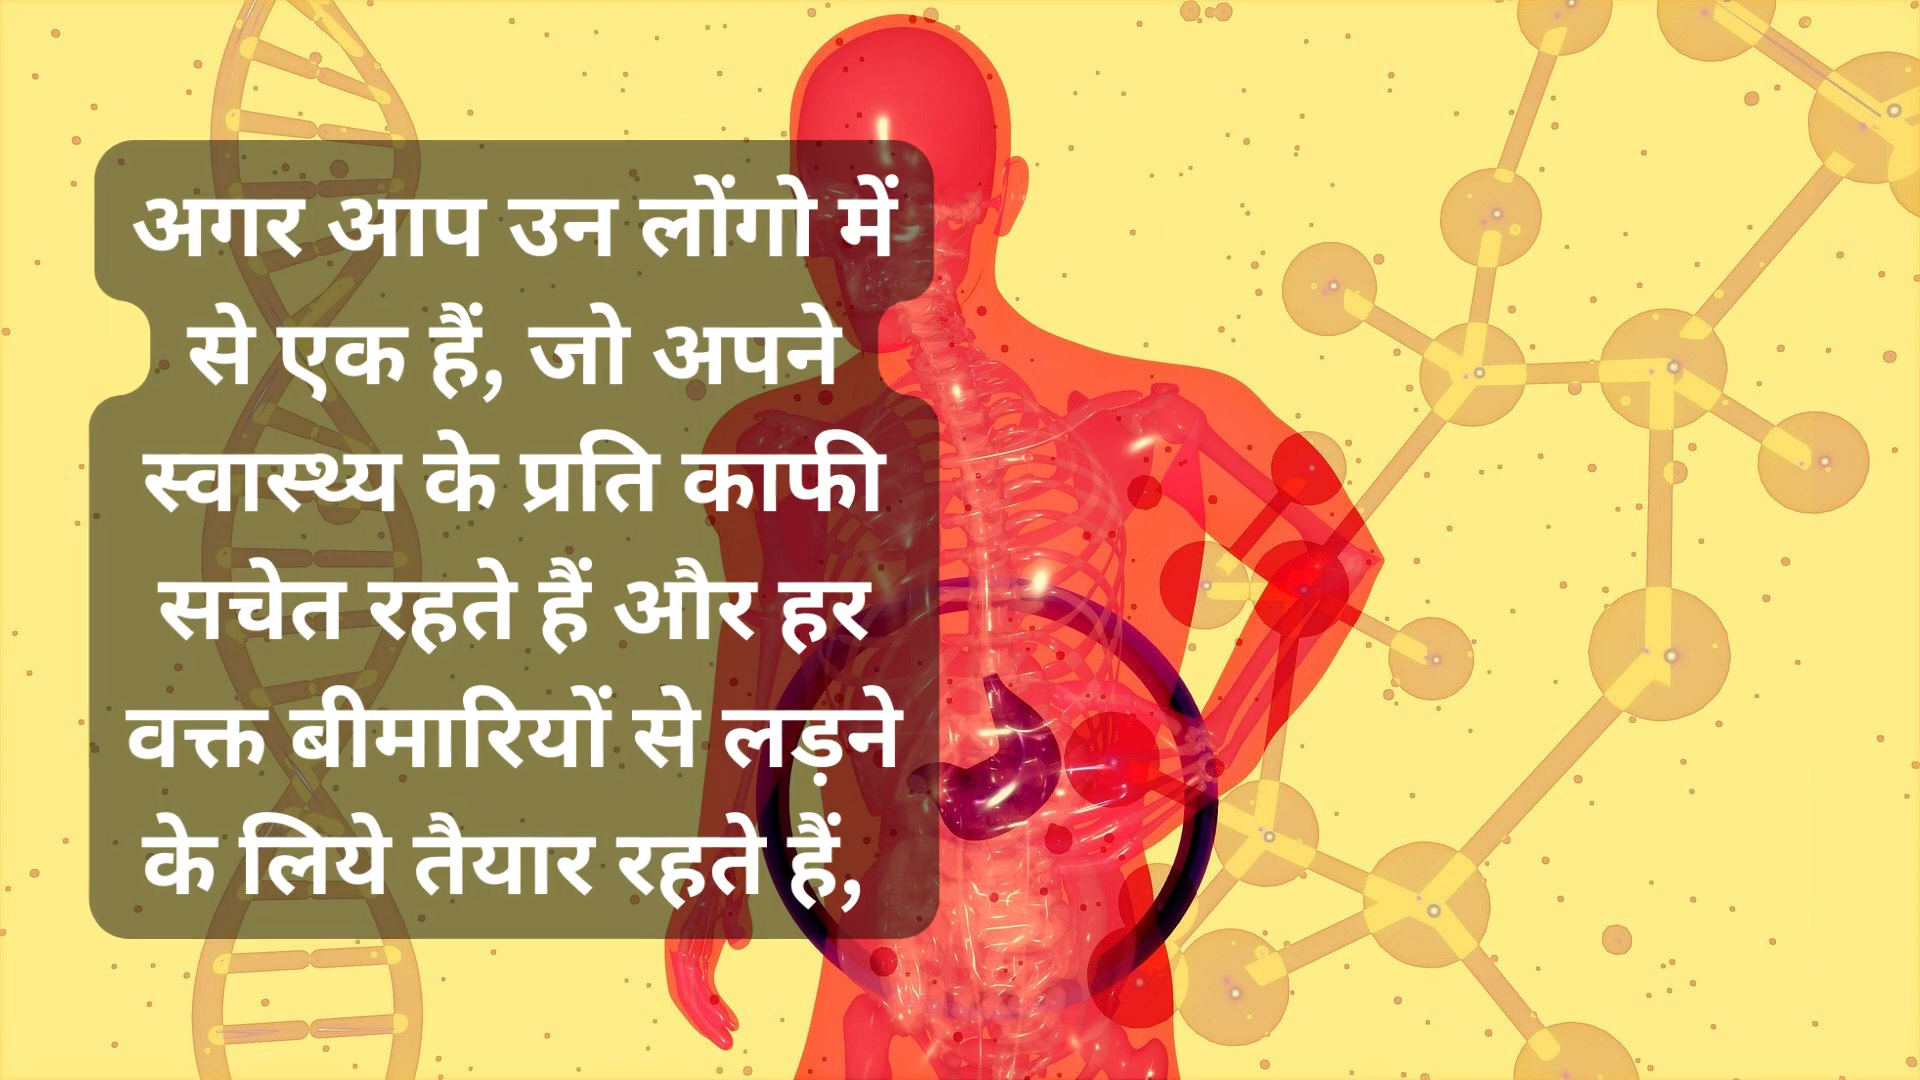 अगर आप उन लोंगो में
से एक हैं, जो अपने
स्वास्थ्य के प्रति काफी
सचेत रहते हैं और हर
वक्त बीमारियों से लड़ने
के लिये तैयार रहते हैं,